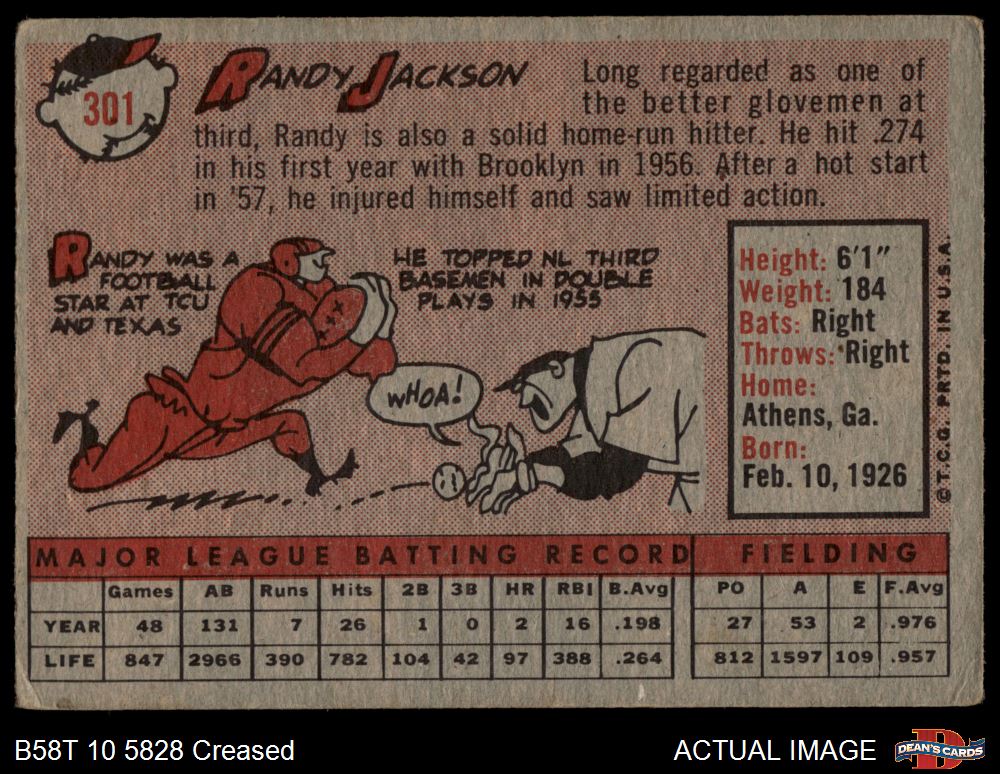 301
RANDY JACKSON
Long regarded as one of
the better glovemen at
third, Randy is also a solid home-run hitter. He hit .274
in his first year with Brooklyn in 1956. After a hot start
in '57, he injured himself and saw limited action.
RANDY WAS A
FOOTBALL
STAR AT TCU
AND TEXAS
HE TOPPED NL THIRD
BASEMEN IN DOUBLE
PLAYS IN 1955
WHOA!
Height: 6'1"
Weight: 184
Bats: Right
Throws: Right
Home:
Athens, Ga.
Born:
Feb. 10, 1926
© T.C.G. PRTD. IN U.S.A.
MAJOR LEAGUE BATTING RECORD FIELDING
Games AB Runs Hits 2B 3B HR RBI B.Avg PO A E F.Avg
YEAR 48 131 7 26 1 0 2 16 .198 27 53 2 .976
LIFE 847 2966 390 782 104 42 97 388 .264 812 1597 109 .957
B58T 10 5828 Creased
ACTUAL IMAGE
D
DEAN'S CARDS